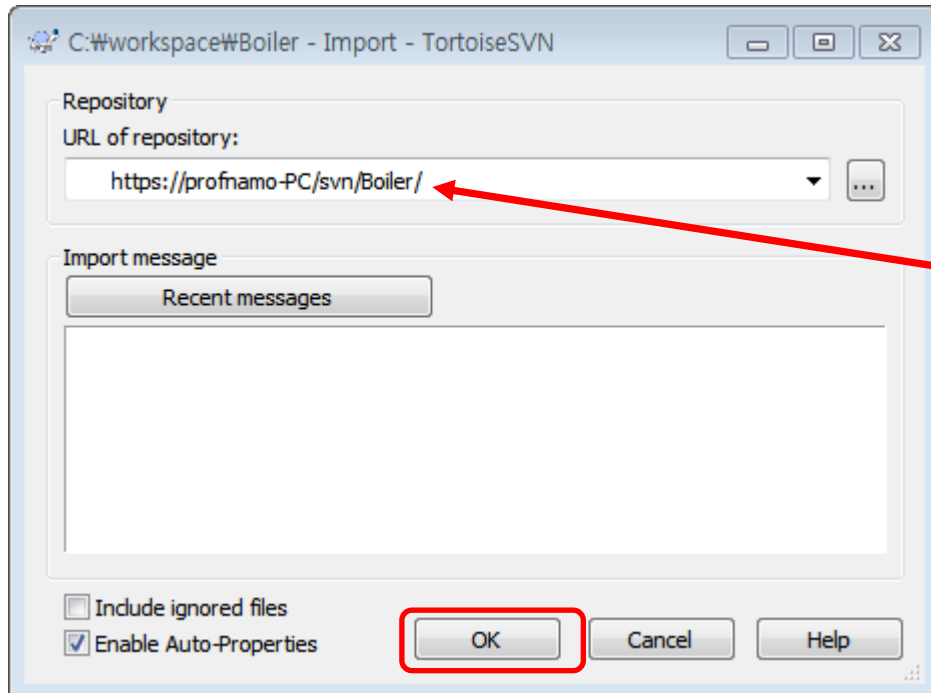 C:₩workspace₩Boiler - Import - TortoiseSVN
Repository
URL of repository:
https://profnamo-PC/svn/Boiler/
...
Import message
Recent messages
Include ignored files
Enable Auto-Properties
OK
Cancel
Help